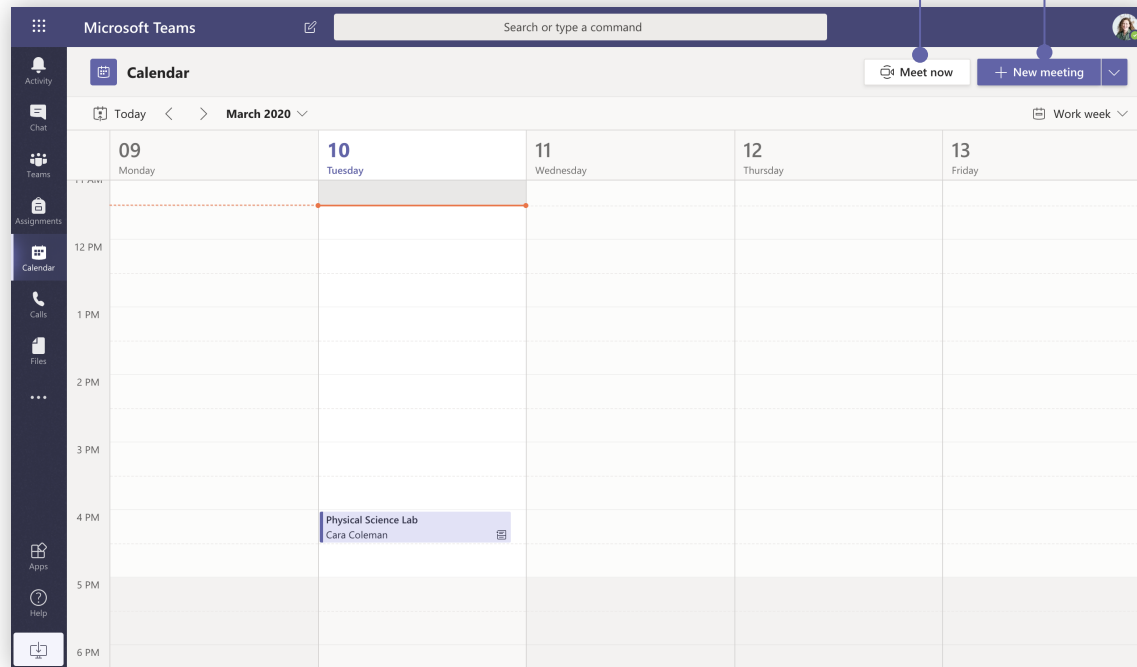 Microsoft Teams
Search or type a command
Activity
Chat
Teams
Assignments
Calendar
Calls
Files
Apps
Help
Calendar
Meet now
New meeting
Today
March 2020
Work week
09
Monday
10
Tuesday
11
Wednesday
12
Thursday
13
Friday
11 AM
12 PM
1 PM
2 PM
3 PM
4 PM
Physical Science Lab
Cara Coleman
5 PM
6 PM